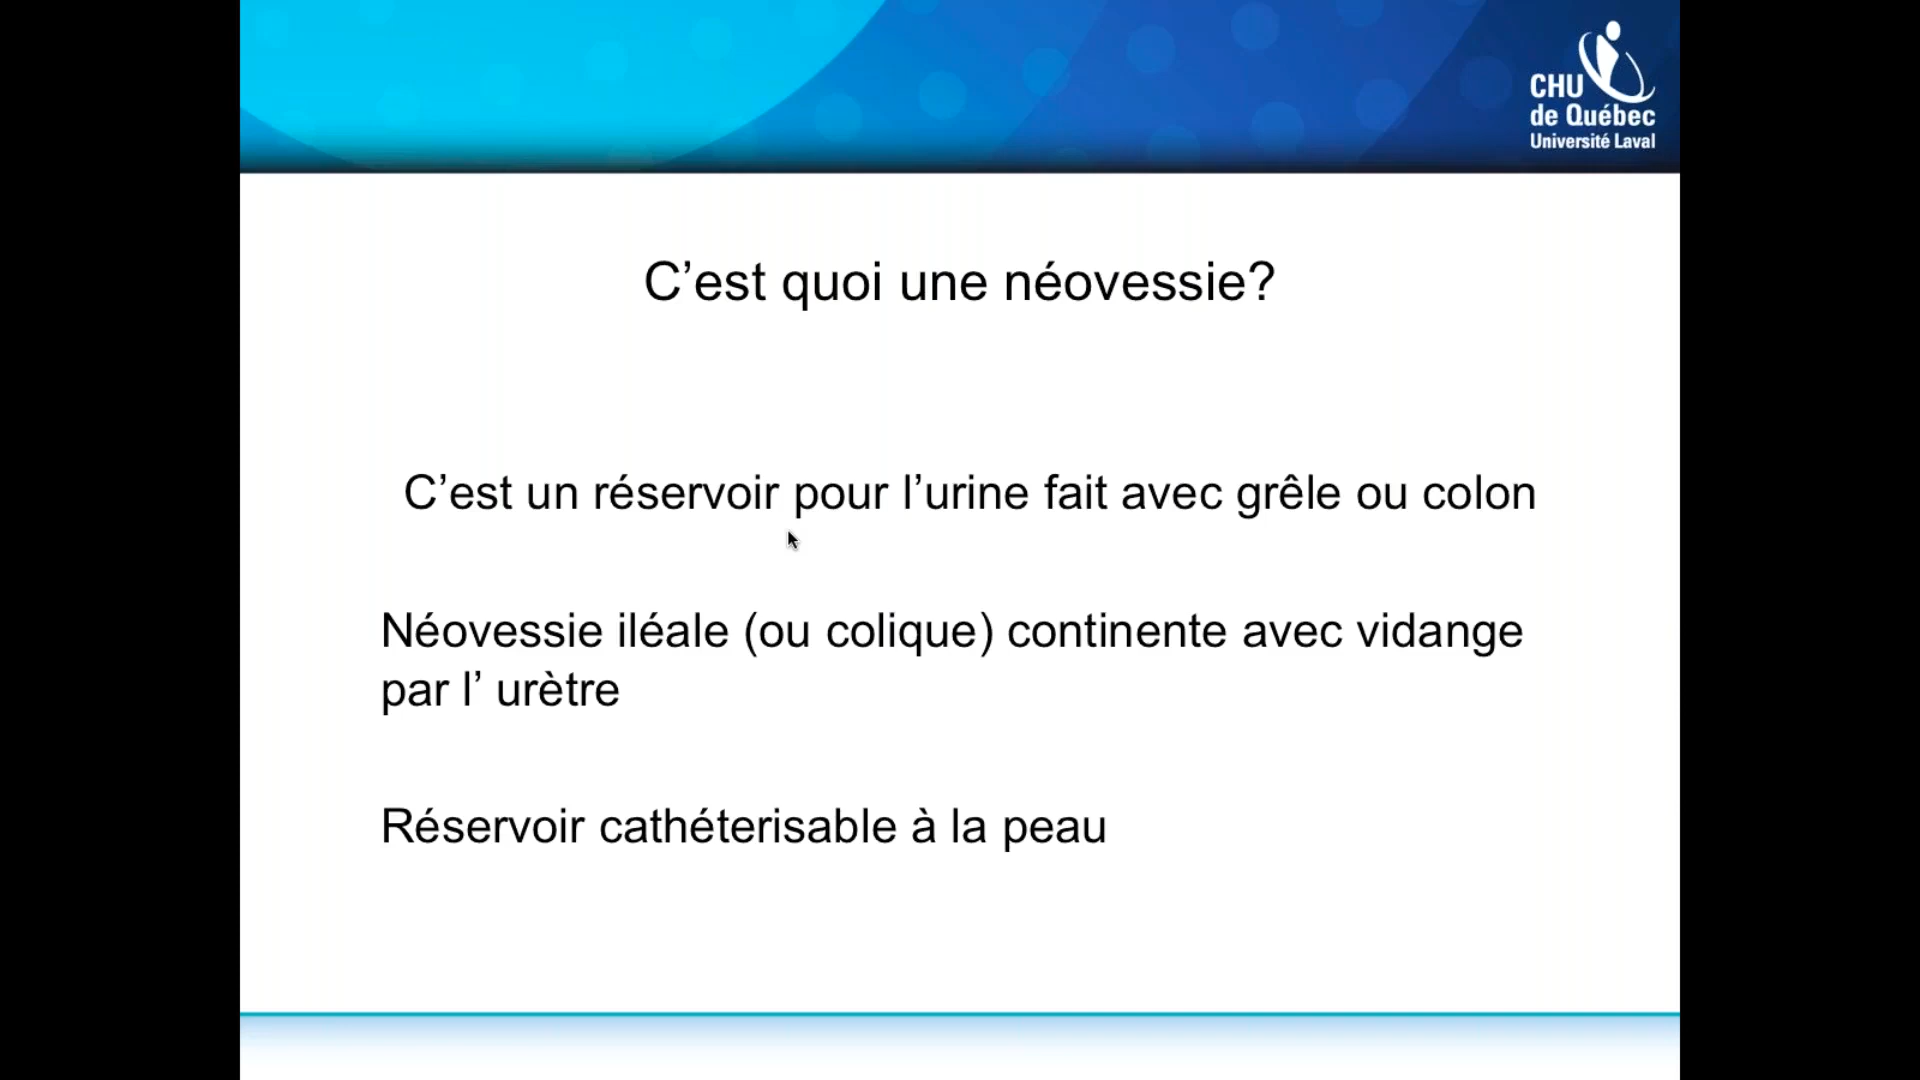 CHU
de Québec
Université Laval
C’est quoi une néovessie?
C’est un réservoir pour l’urine fait avec grêle ou colon
Néovessie iléale (ou colique) continente avec vidange
par l’ urètre
Réservoir cathéterisable à la peau